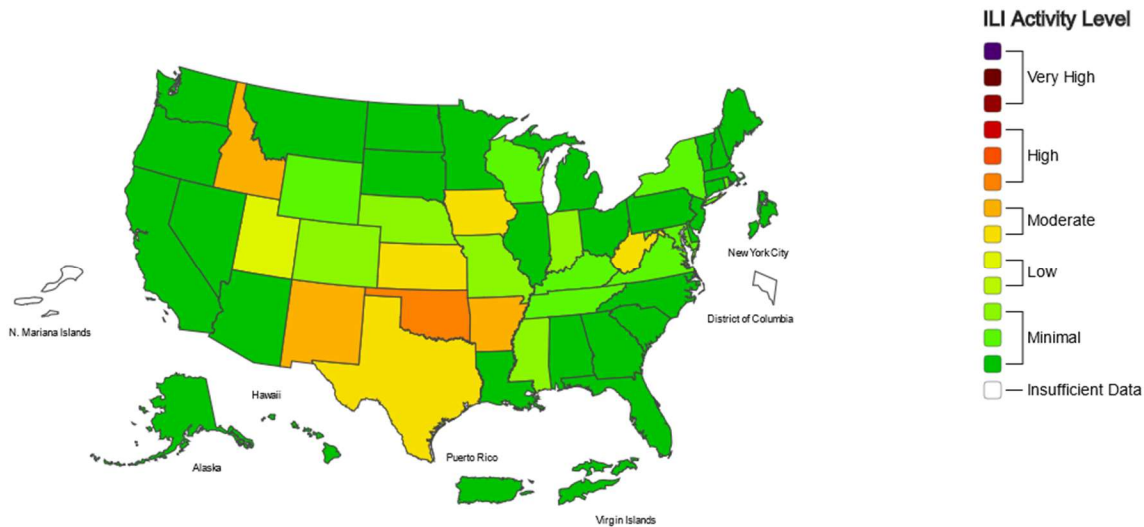 ILI Activity Level
Very High
High
Moderate
Low
Minimal
Insufficient Data
New York City
N. Mariana Islands
District of Columbia
Hawaii
Alaska
Puerto Rico
Virgin Islands